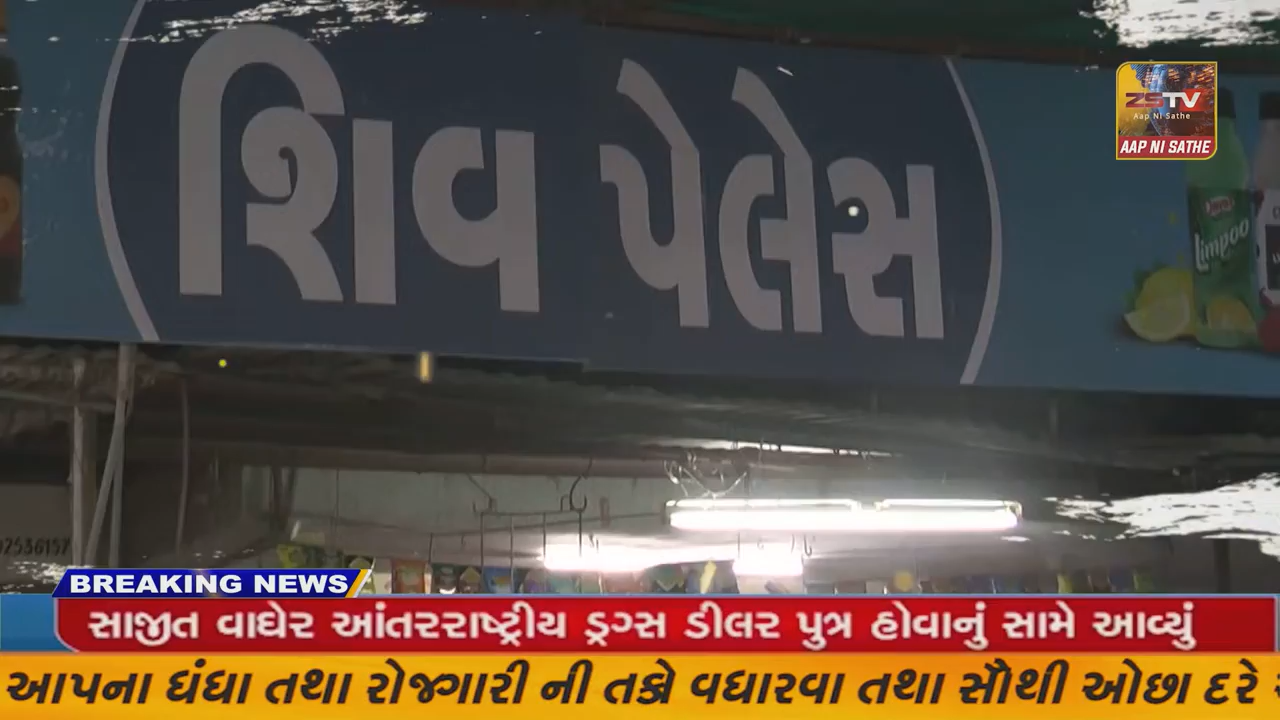 શિવ પેલેસ
ZSTV
Aap Ni Sathe
AAP NI SATHE
Limpoo
BREAKING NEWS
સાજીત વાઘેર આંતરરાષ્ટ્રીય ડ્રગ્સ ડીલર પુત્ર હોવાનું સામે આવ્યું
આપના ધંધા તથા રોજગારી ની તકો વધારવા તથા સૌથી ઓછા દરે